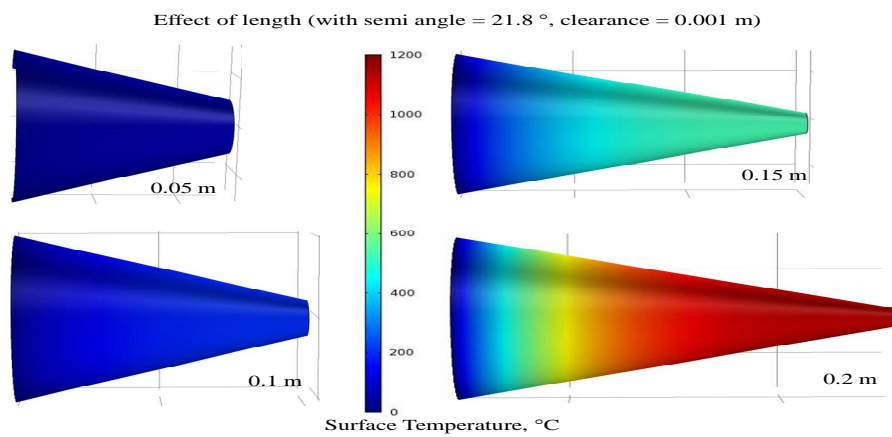 Effect of length (with semi angle = 21.8 °, clearance = 0.001 m)
0.05 m
1200
1000
800
600
400
200
0
0.15 m
0.1 m
0.2 m
Surface Temperature, °C